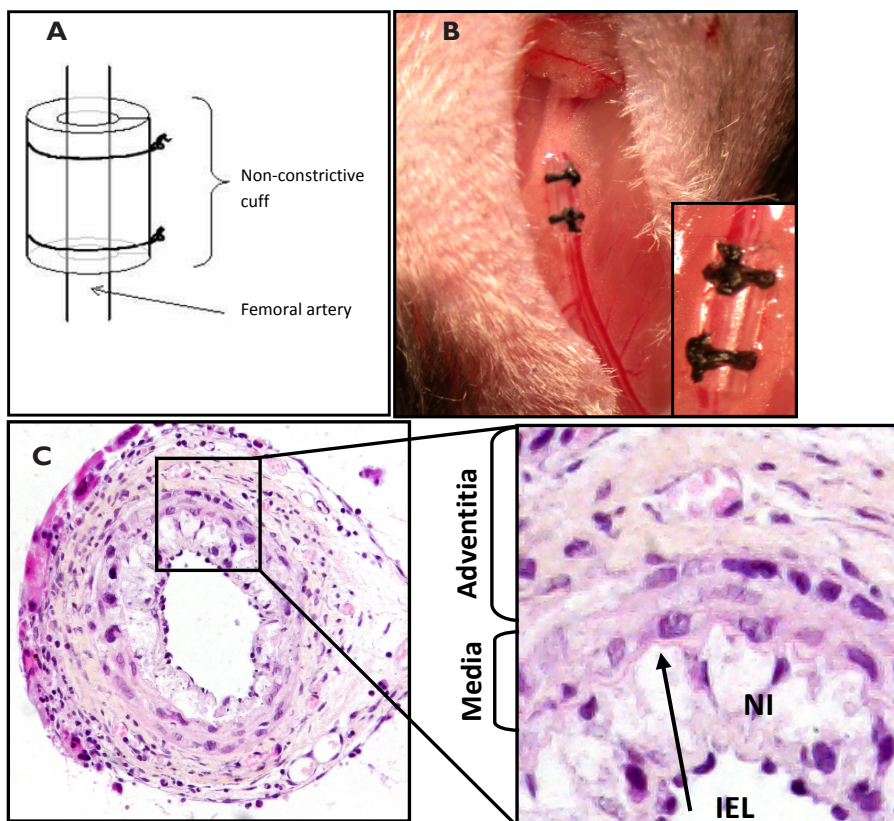 A
Non-constrictive
cuff
Femoral artery
B
C
Adventitia
Media
NI
IEL